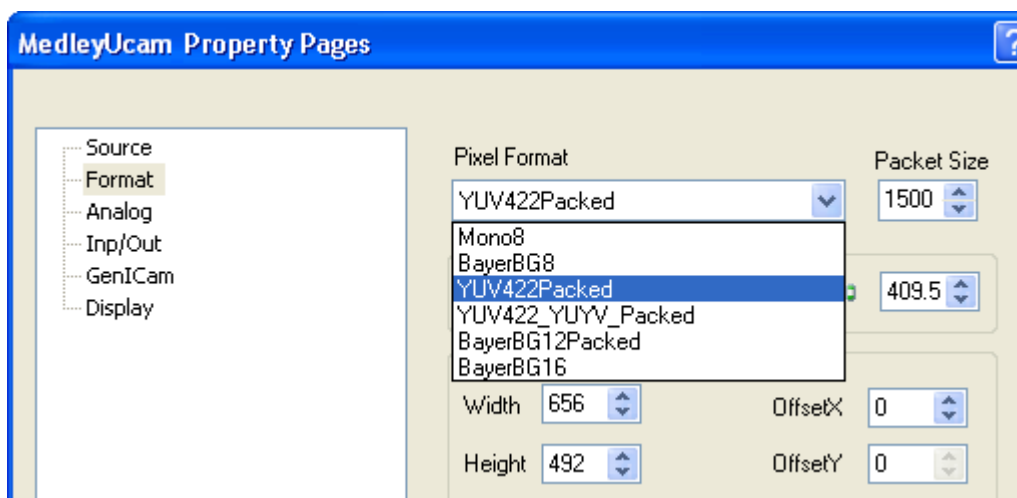 MedleyUcam Property Pages
?
Source
Format
Analog
Inp/Out
GenICam
Display
Pixel Format
Packet Size
YUV422Packed
1500
Mono8
BayerBG8
YUV422Packed
409.5
YUV422_YUYV_Packed
BayerBG12Packed
BayerBG16
Width 656 OffsetX 0
Height 492 OffsetY 0